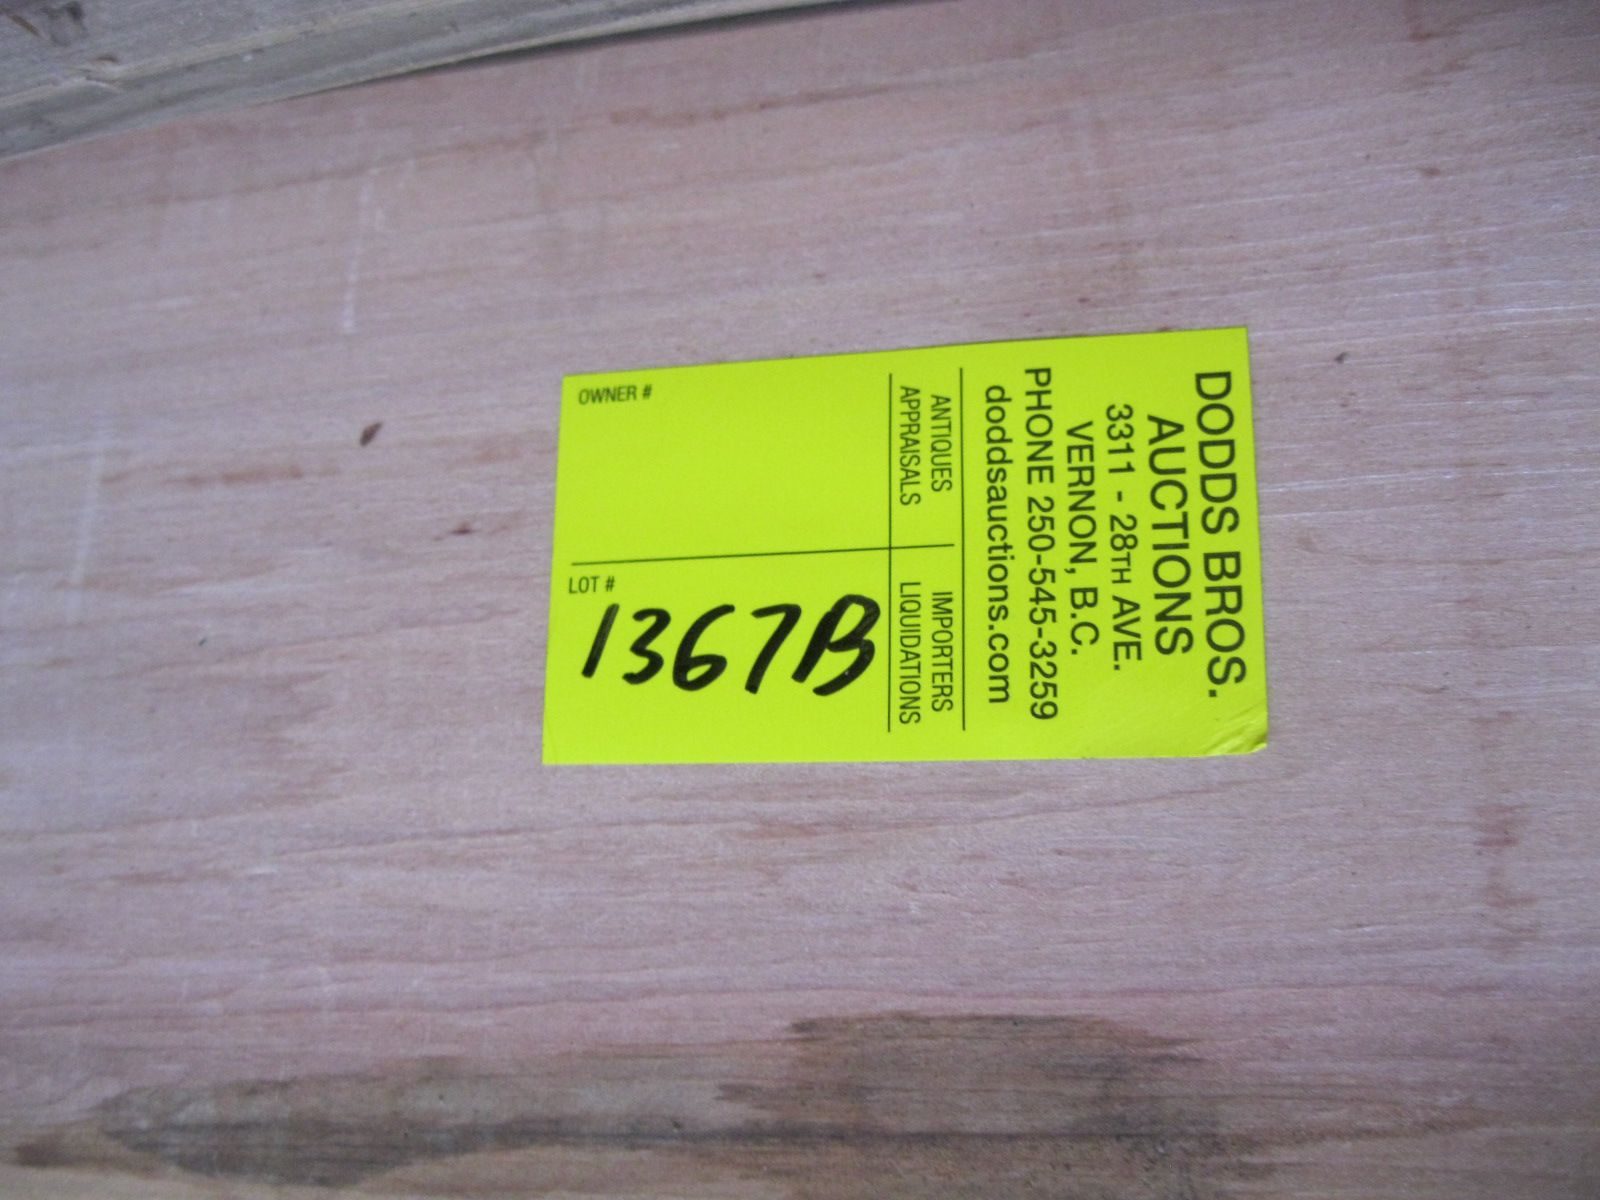 DODDS BROS.
AUCTIONS
3311 - 28TH AVE.
VERNON, B.C.
PHONE 250-545-3259
doddsauctions.com
ANTIQUES
APPRAISALS
IMPORTERS
LIQUIDATIONS
OWNER #
LOT #
1367B